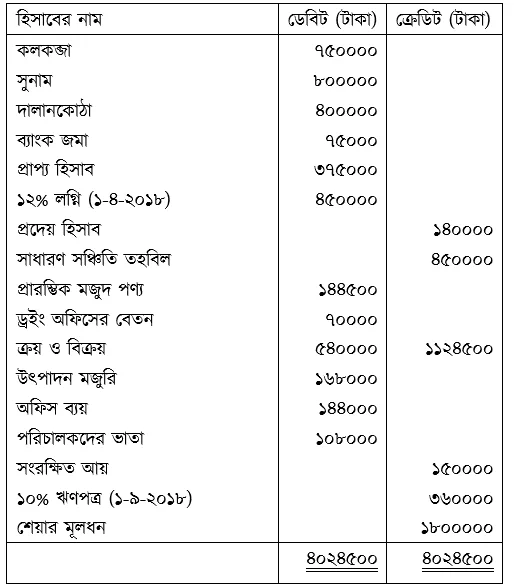 হিসাবের নাম ডেবিট (টাকা) ক্রেডিট (টাকা)
কলকব্জা ৭৫০০০০
সুনাম ৮০০০০০
দালানকোঠা ৪০০০০০
ব্যাংক জমা ৭৫০০০
প্রাপ্য হিসাব ৩৭৫০০০
১২% লগ্নি (১-৪-২০১৮) ৪৫০০০০
প্রদেয় হিসাব ১৪০০০০
সাধারণ সঞ্চিতি তহবিল ৪৫০০০০
প্রারম্ভিক মজুদ পণ্য ১৪৪৫০০
ড্রইং অফিসের বেতন ৭০০০০
ক্রয় ও বিক্রয় ৫৪০০০০ ১১২৪৫০০
উৎপাদন মজুরি ১৬৮০০০
অফিস ব্যয় ১৪৪০০০
পরিচালকদের ভাতা ১০৮০০০
সংরক্ষিত আয় ১৫০০০০
১০% ঋণপত্র (১-৯-২০১৮) ৩৬০০০০
শেয়ার মূলধন ১৮০০০০০
৪০২৪৫০০ ৪০২৪৫০০